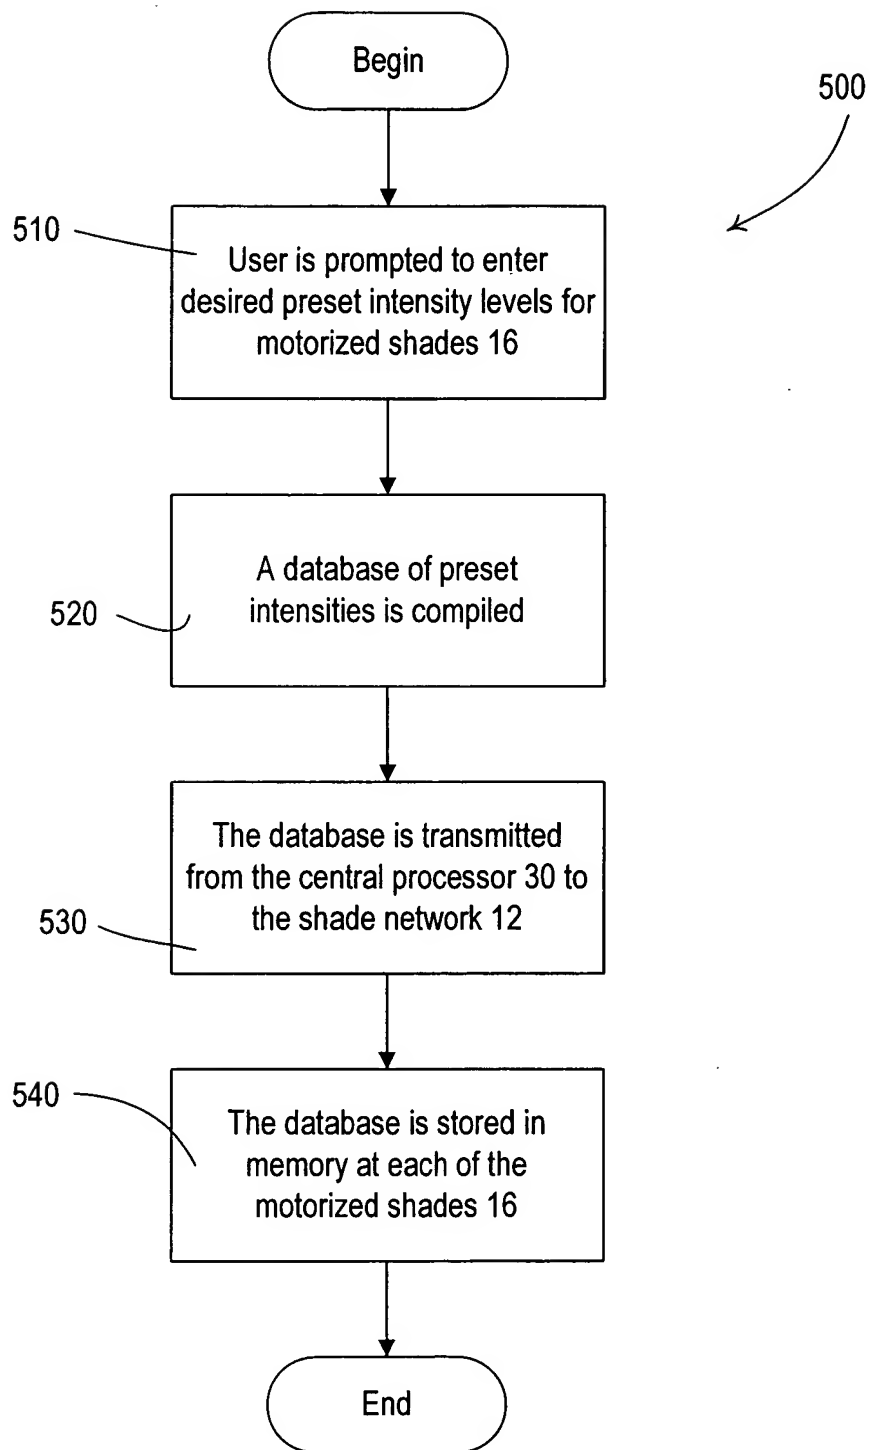 Begin
500
510
User is prompted to enter
desired preset intensity levels for
motorized shades 16
A database of preset
intensities is compiled
520
The database is transmitted
from the central processor 30 to
the shade network 12
530
540
The database is stored in
memory at each of the
motorized shades 16
End